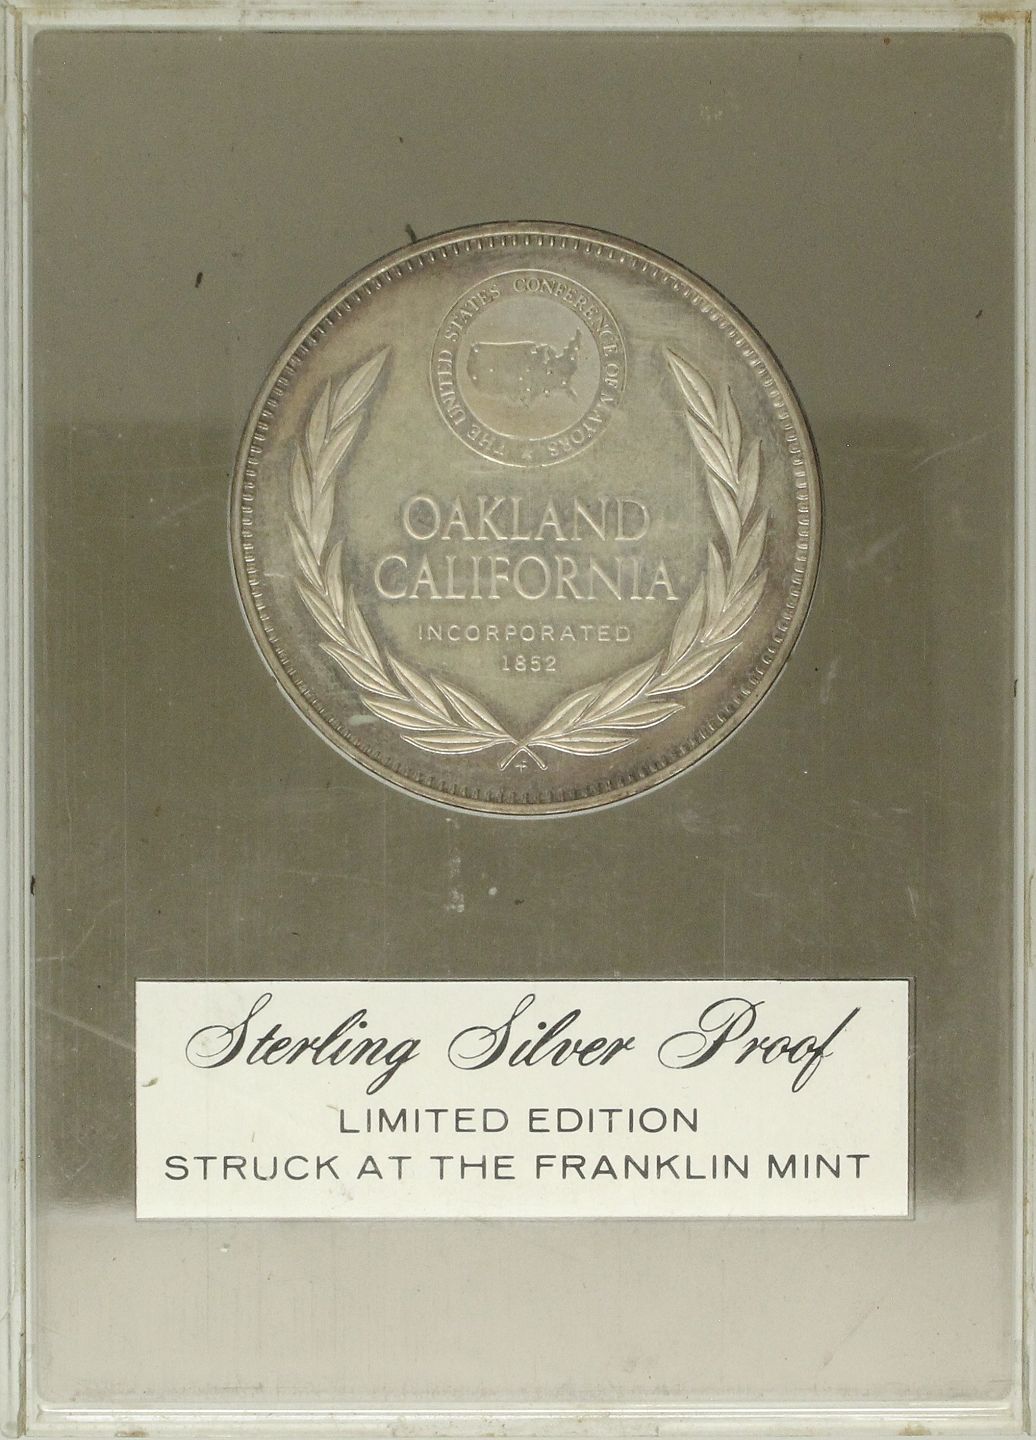 THE UNITED STATES CONFERENCE OF MAYORS ★
OAKLAND
CALIFORNIA
INCORPORATED
1852
Sterling Silver Proof
LIMITED EDITION
STRUCK AT THE FRANKLIN MINT